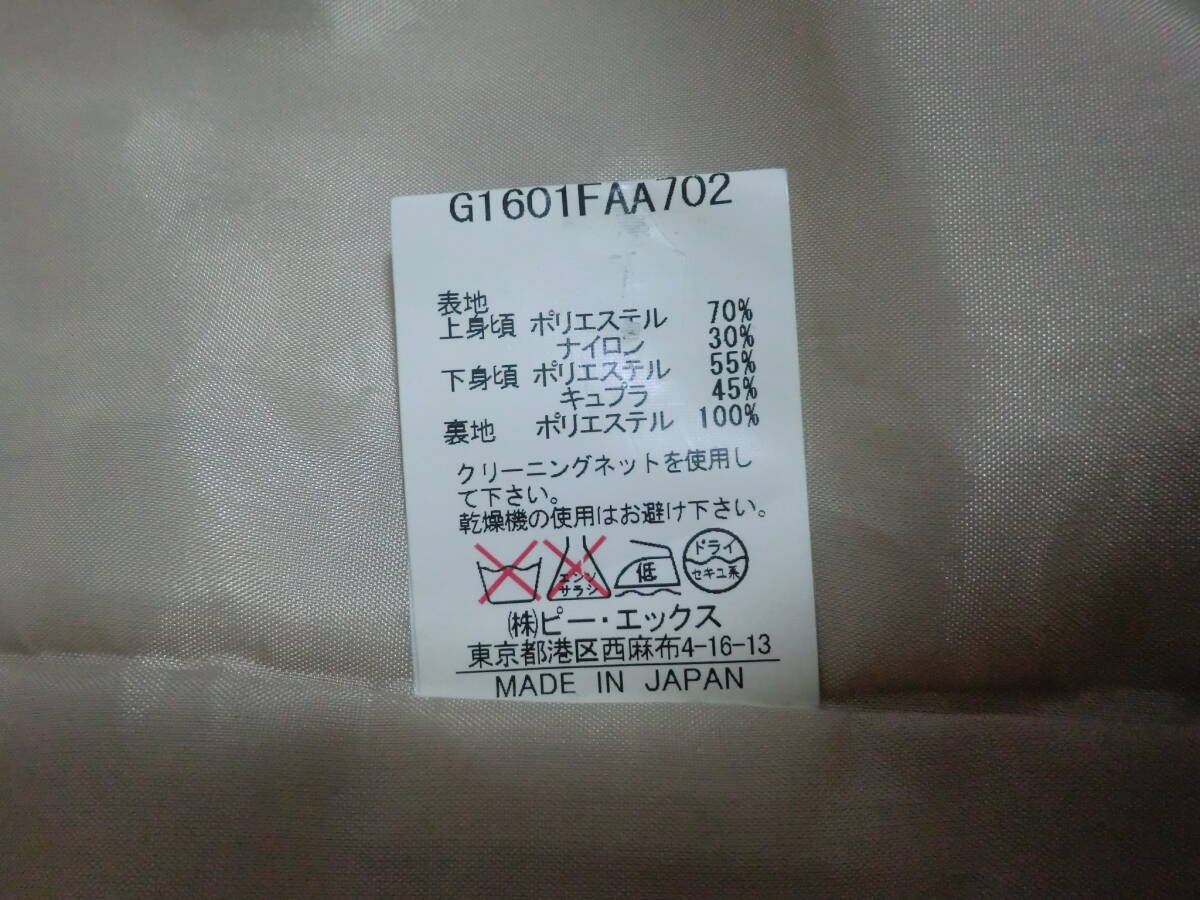 G1601FAA702
表地
上身頃 ポリエステル 70%
ナイロン 30%
下身頃 ポリエステル 55%
キュプラ 45%
裏地 ポリエステル 100%
クリーニングネットを使用し
て下さい。
乾燥機の使用はお避け下さい。
エンソ
サラシ
低
ドライ
セキユ系
㈱ピー・エックス
東京都港区西麻布4-16-13
MADE IN JAPAN